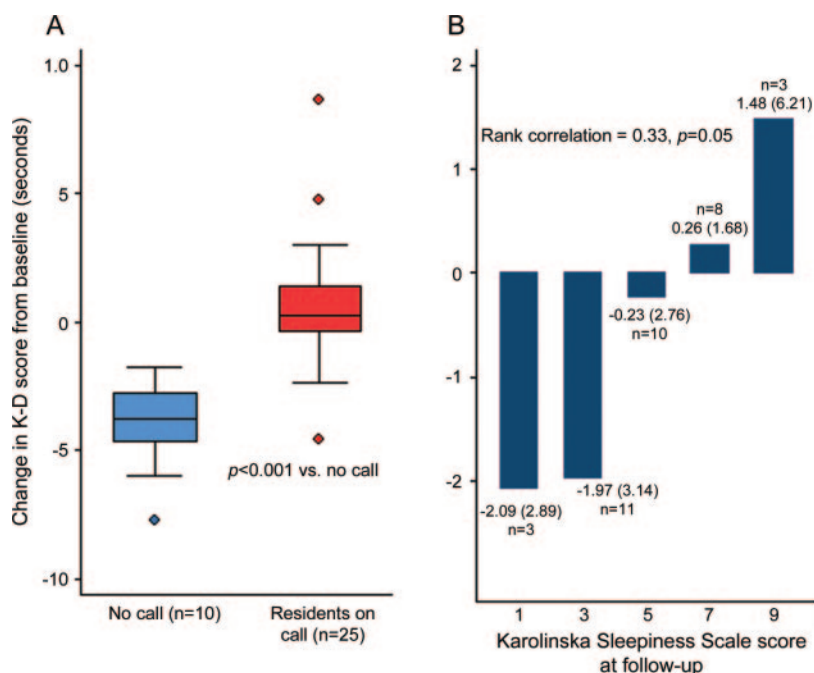 A
Change in K-D score from baseline (seconds)
1.0
5
0
-5
-10
p<0.001 vs. no call
No call (n=10)
Residents on
call (n=25)
B
2
1
0
-1
-2
Rank correlation = 0.33, p=0.05
n=3
1.48 (6.21)
n=8
0.26 (1.68)
-0.23 (2.76)
n=10
-1.97 (3.14)
n=11
-2.09 (2.89)
n=3
1 3 5 7 9
Karolinska Sleepiness Scale score
at follow-up